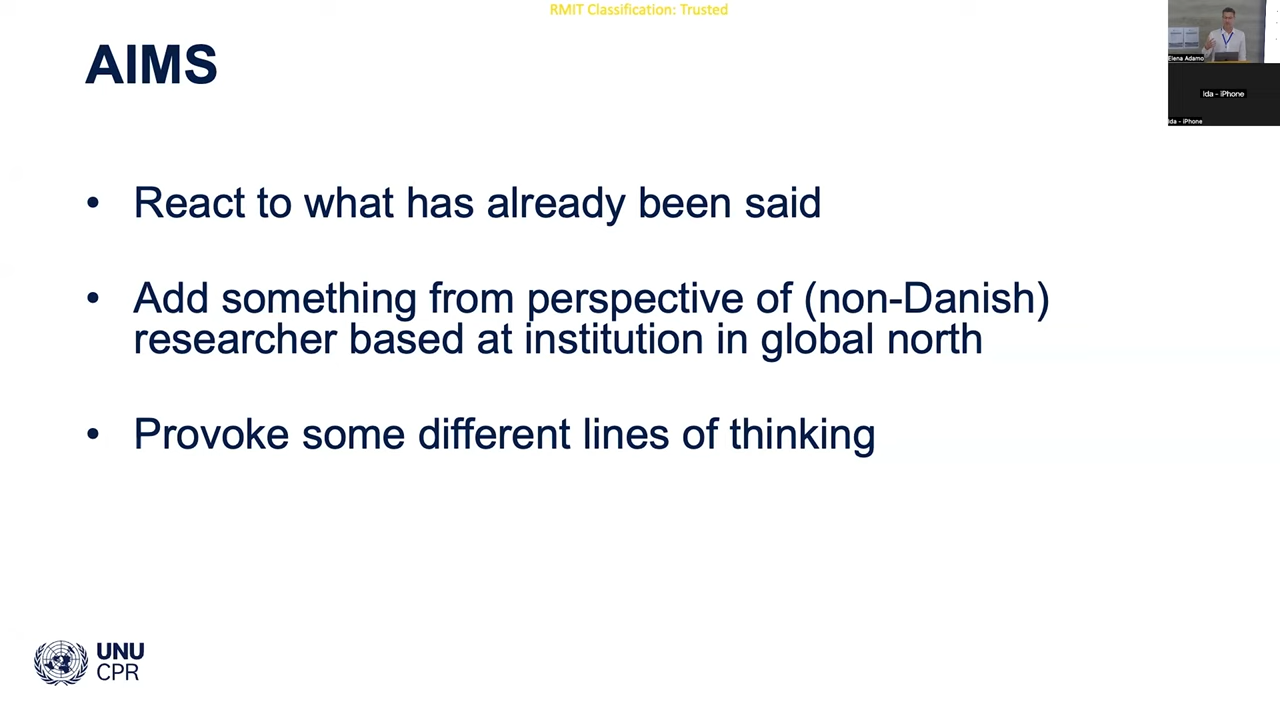 RMIT Classification: Trusted
AIMS
Elena Adamo
Ida - iPhone
Ida - iPhone
• React to what has already been said
• Add something from perspective of (non-Danish)
researcher based at institution in global north
• Provoke some different lines of thinking
UNU
CPR